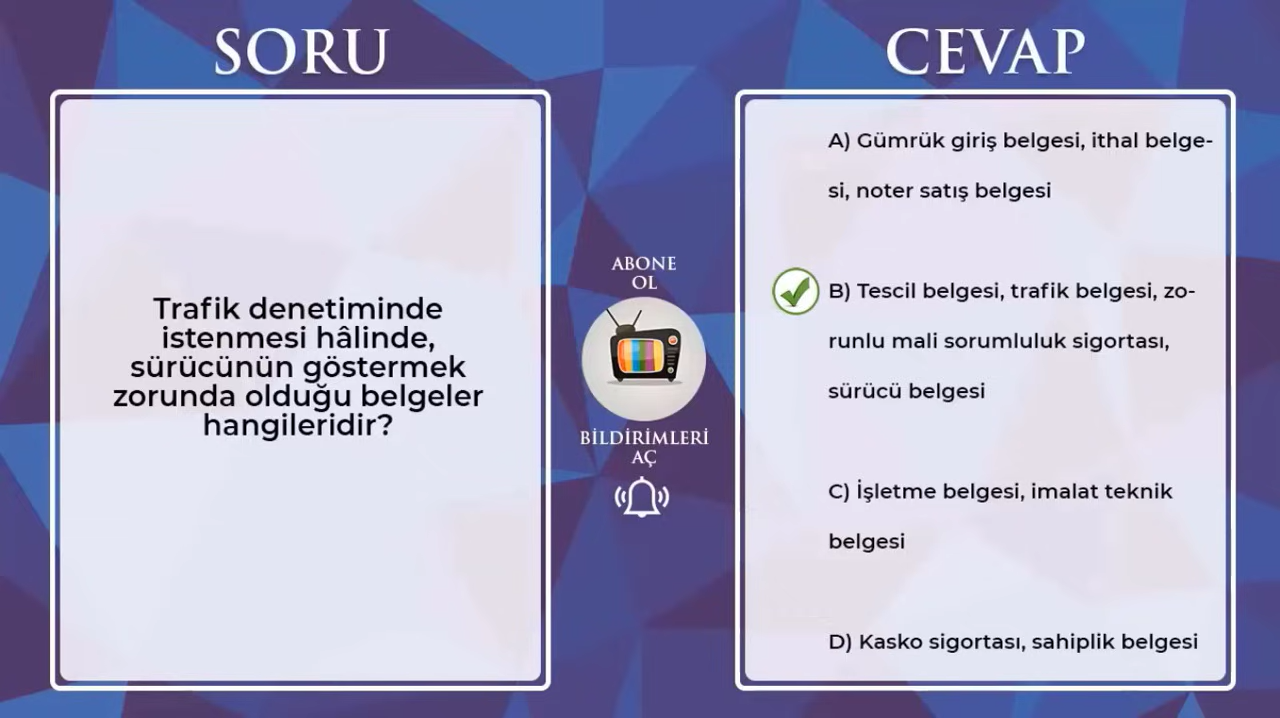 SORU
Trafik denetiminde
istenmesi hâlinde,
sürücünün göstermek
zorunda olduğu belgeler
hangileridir?
ABONE
OL
BİLDİRİMLERİ
AÇ
CEVAP
A) Gümrük giriş belgesi, ithal belge-
si, noter satış belgesi
B) Tescil belgesi, trafik belgesi, zo-
runlu mali sorumluluk sigortası,
sürücü belgesi
C) İşletme belgesi, imalat teknik
belgesi
D) Kasko sigortası, sahiplik belgesi